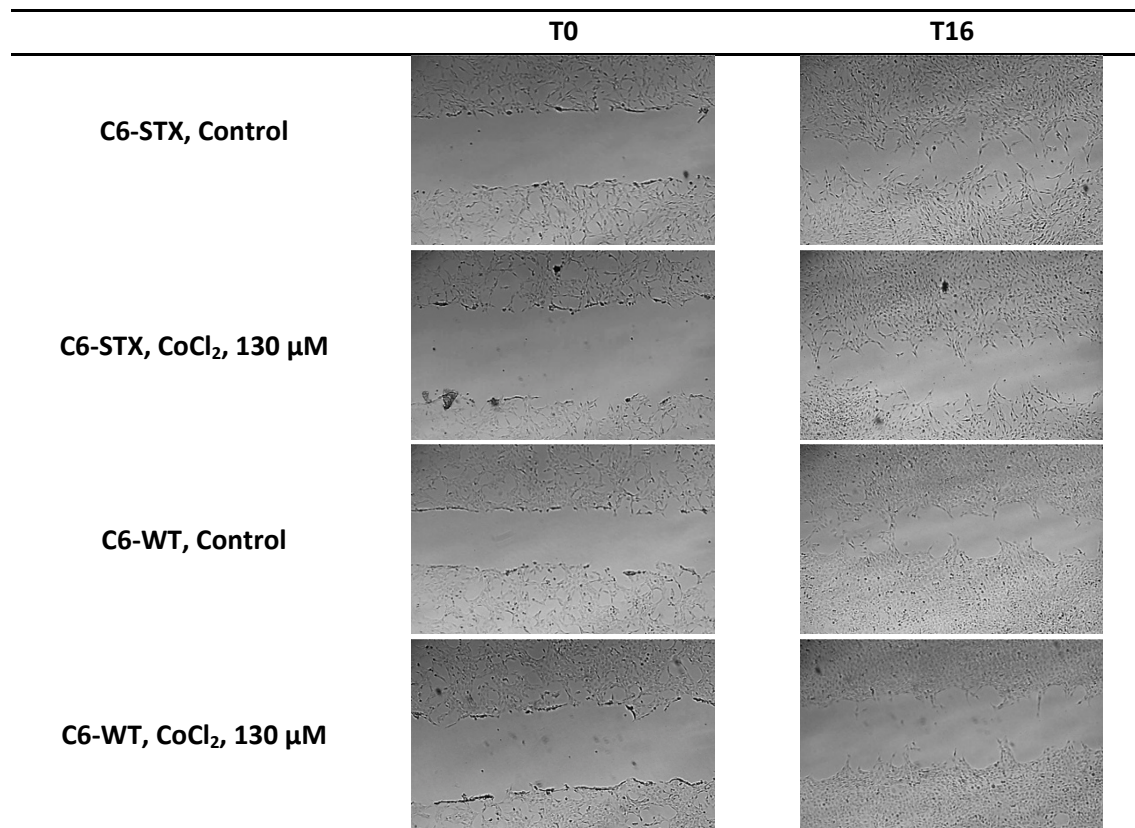 T0 T16
C6-STX, Control
C6-STX, CoCl₂, 130 µM
C6-WT, Control
C6-WT, CoCl₂, 130 µM